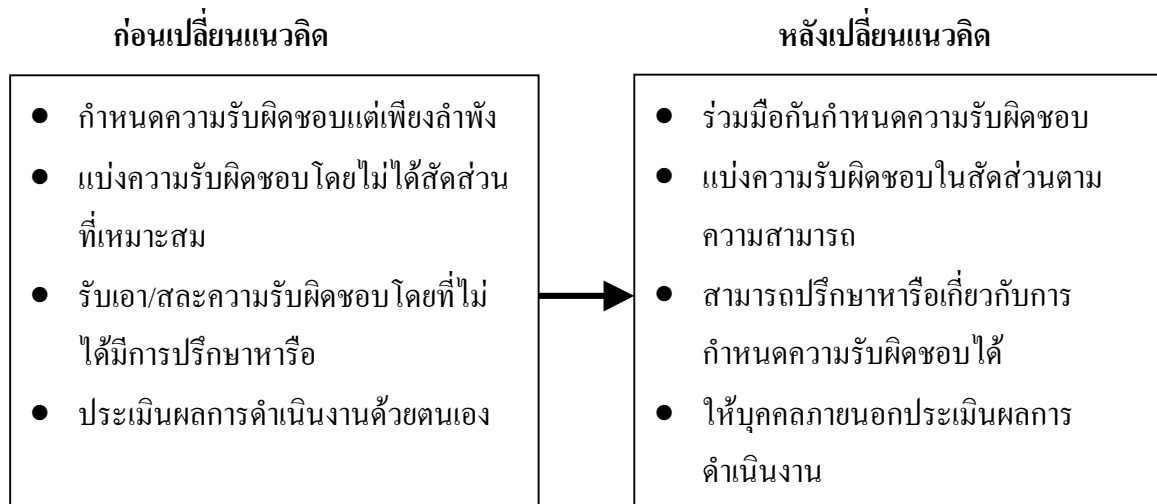 ก่อนเปลี่ยนแนวคิด
● กำหนดความรับผิดชอบแต่เพียงลำพัง
● แบ่งความรับผิดชอบโดยไม่ได้สัดส่วน
ที่เหมาะสม
● รับเอา/สละความรับผิดชอบโดยที่ไม่
ได้มีการปรึกษาหารือ
● ประเมินผลการดำเนินงานด้วยตนเอง
หลังเปลี่ยนแนวคิด
● ร่วมมือกันกำหนดความรับผิดชอบ
● แบ่งความรับผิดชอบในสัดส่วนตาม
ความสามารถ
● สามารถปรึกษาหารือเกี่ยวกับการ
กำหนดความรับผิดชอบได้
● ให้บุคคลภายนอกประเมินผลการ
ดำเนินงาน